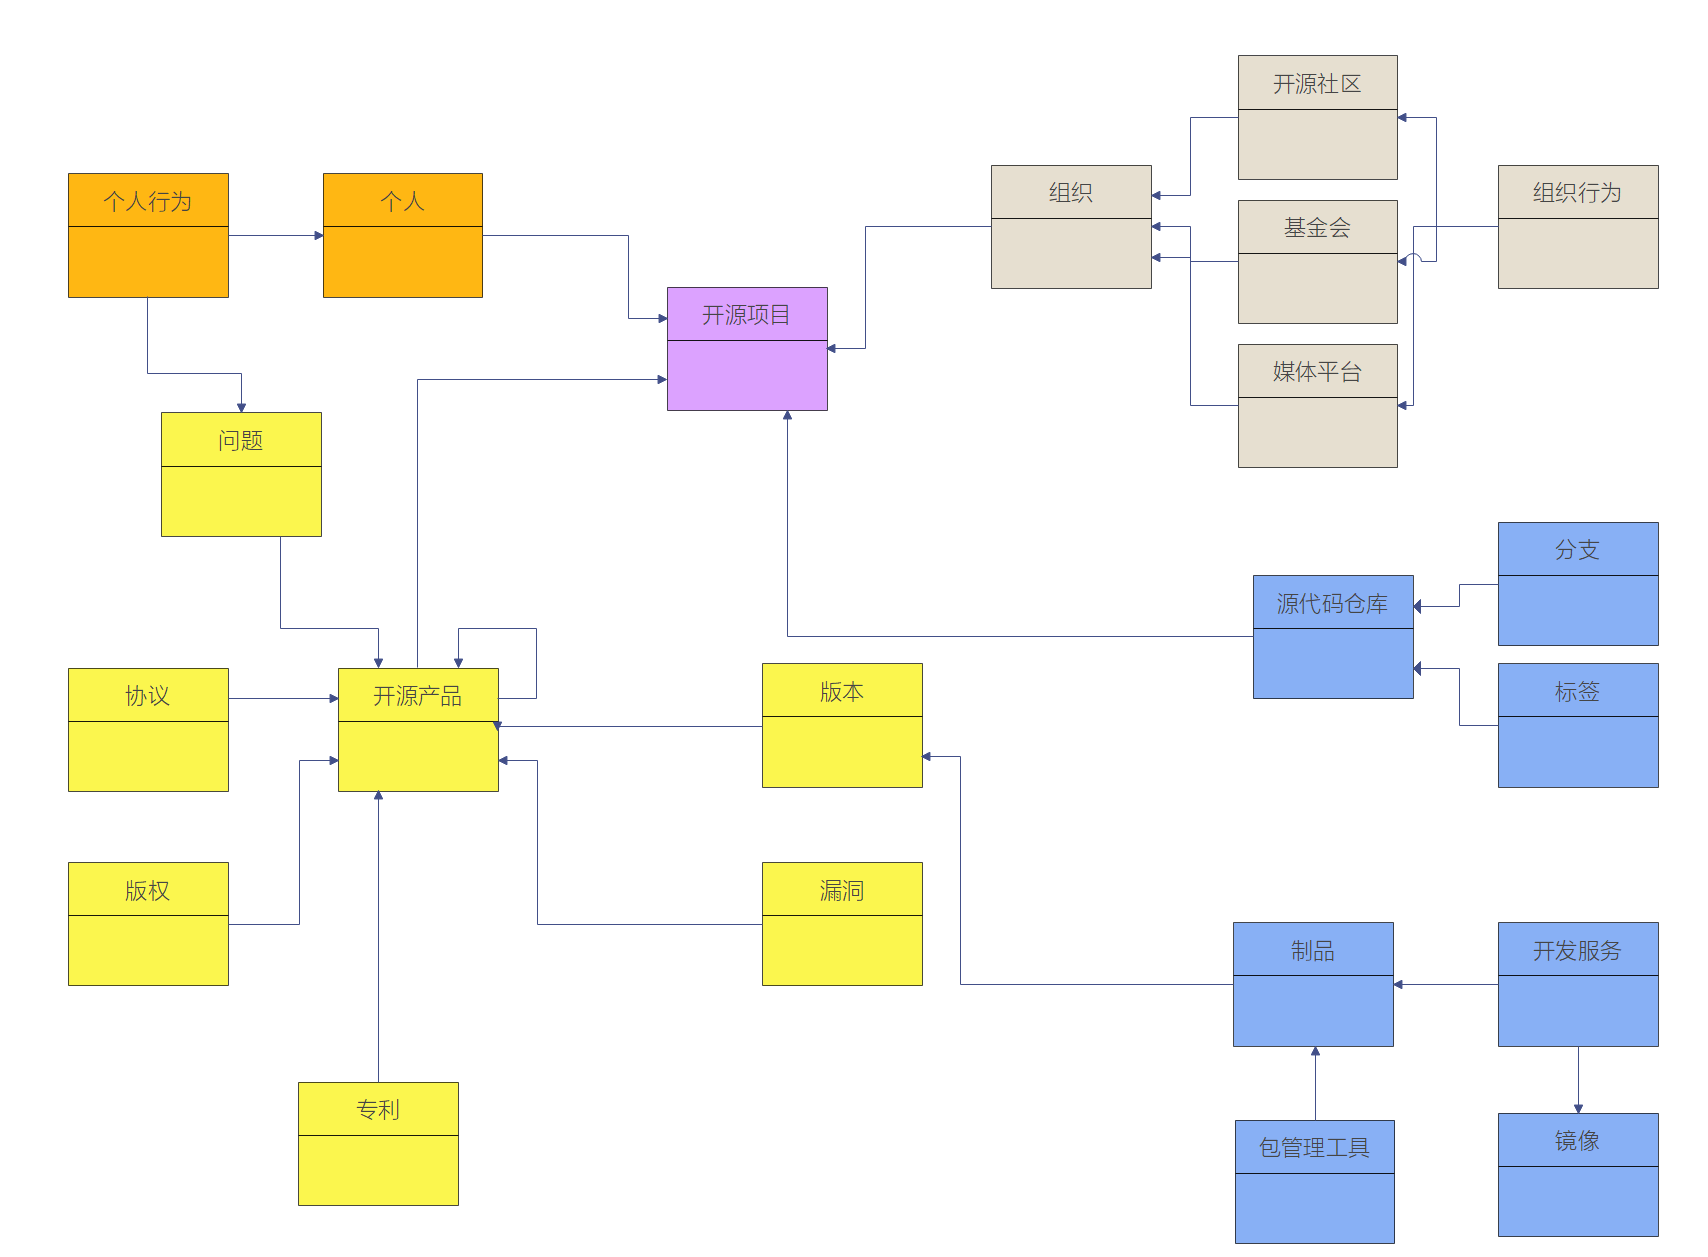 开源社区
个人行为
个人
组织
组织行为
基金会
开源项目
媒体平台
问题
分支
源代码仓库
协议
开源产品
版本
标签
版权
漏洞
制品
开发服务
专利
包管理工具
镜像